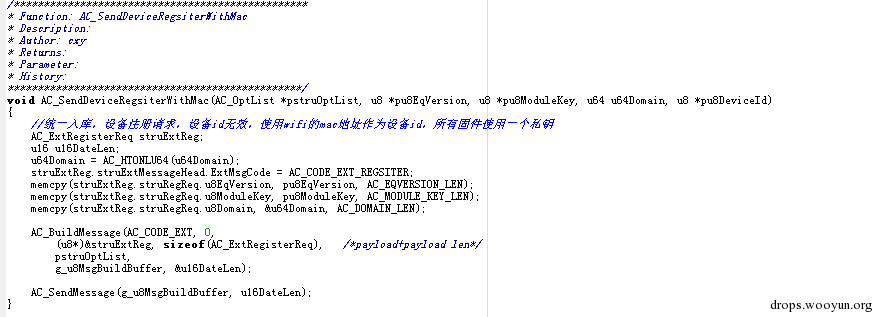 /*************************************************
* Function: AC_SendDeviceRegsiterWithMac
* Description:
* Author: cxy
* Returns:
* Parameter:
* History:
*************************************************/
void AC_SendDeviceRegsiterWithMac(AC_OptList *pstruOptList, u8 *pu8EqVersion, u8 *pu8ModuleKey, u64 u64Domain, u8 *pu8DeviceId)
{
//统一入库，设备注册请求，设备id无效，使用wifi的mac地址作为设备id，所有固件使用一个私钥
AC_ExtRegisterReq struExtReg;
u16 u16DateLen;
u64Domain = AC_HTONLU64(u64Domain);
struExtReg.struExtMessageHead.ExtMsgCode = AC_CODE_EXT_REGSITER;
memcpy(struExtReg.struRegReq.u8EqVersion, pu8EqVersion, AC_EQVERSION_LEN);
memcpy(struExtReg.struRegReq.u8ModuleKey, pu8ModuleKey, AC_MODULE_KEY_LEN);
memcpy(struExtReg.struRegReq.u8Domain, &u64Domain, AC_DOMAIN_LEN);
AC_BuildMessage(AC_CODE_EXT, 0,
(u8*)&struExtReg, sizeof(AC_ExtRegisterReq), /*payload+payload len*/
pstruOptList,
g_u8MsgBuildBuffer, &u16DateLen);
AC_SendMessage(g_u8MsgBuildBuffer, u16DateLen);
}
drops.wooyun.org